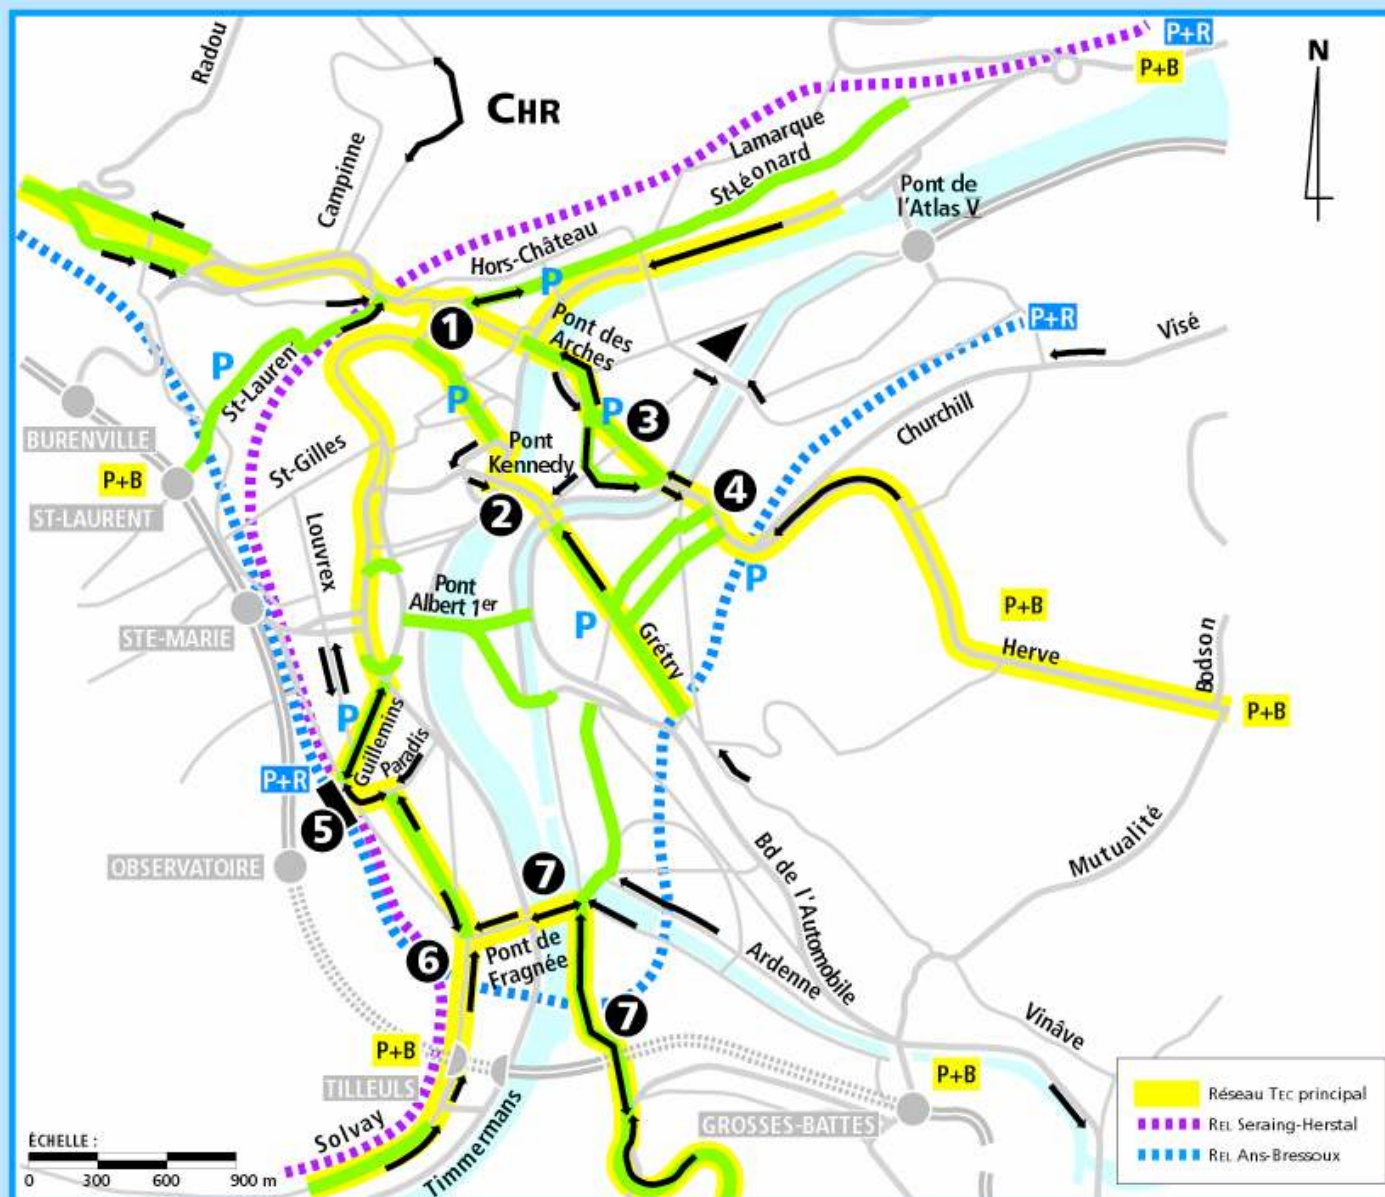 P+R
P+B
N
Radou
CHR
Campinne
Lamarque
St-Léonard
Pont de
l'Atlas V
Hors-Château
P
1
Pont des
Arches
P+R
Visé
P
St-Laurent
P
P
3
Churchill
BURENVILLE
St-Gilles
Pont
Kennedy
P+B
ST-LAURENT
4
2
Louvrex
Pont
Albert 1er
P
P+B
STE-MARIE
P
Grétry
Herve
Bodson
P+B
P
Guillemins
Paradis
P+R
5
OBSERVATOIRE
7
Bd de l'Automobile
Mutualité
6
Pont de
Fragnée
Ardenne
7
Vinâve
P+B
TILLEULS
P+B
GROSSES-BATTES
Solvay
Timmermans
ÉCHELLE :
0 300 600 900 m
Réseau TEC principal
REL Seraing-Herstal
REL Ans-Bressoux